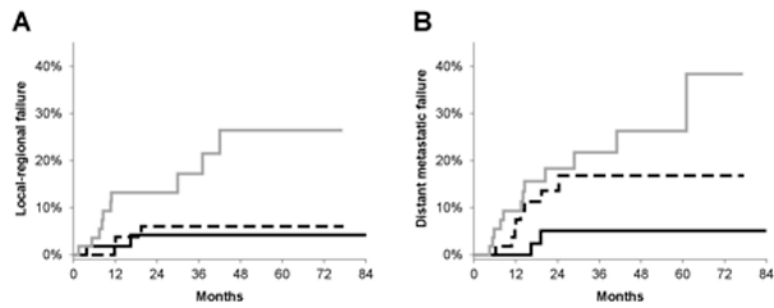 A
Local-regional failure
40%
30%
20%
10%
0%
0 12 24 36 48 60 72 84
Months
B
Distant metastatic failure
40%
30%
20%
10%
0%
0 12 24 36 48 60 72 84
Months